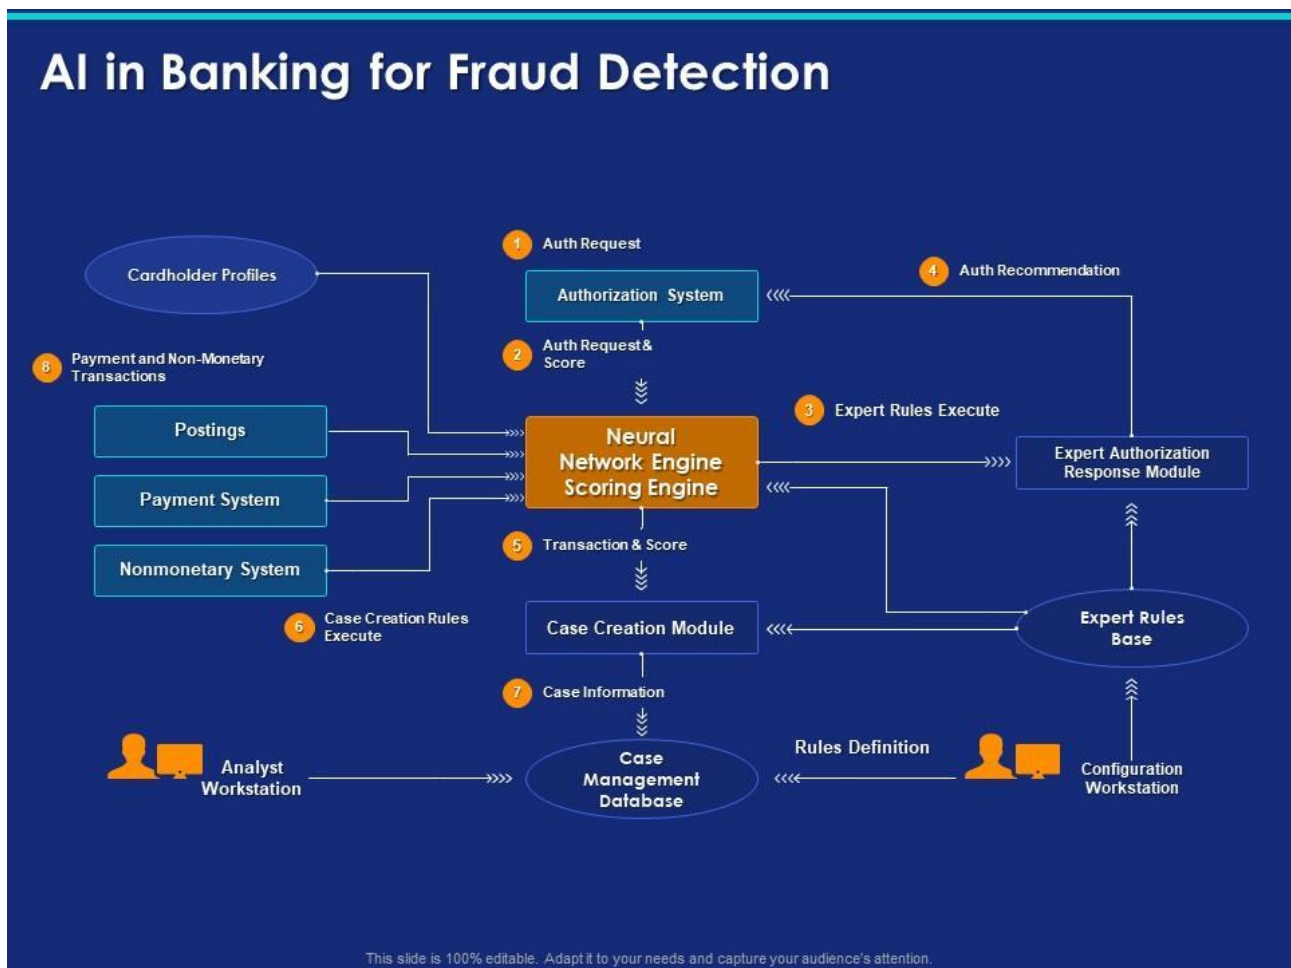 AI in Banking for Fraud Detection
1 Auth Request
Cardholder Profiles
Authorization System
4 Auth Recommendation
2 Auth Request &
Score
8 Payment and Non-Monetary
Transactions
3 Expert Rules Execute
Postings
Neural
Network Engine
Scoring Engine
Expert Authorization
Response Module
Payment System
5 Transaction & Score
Nonmonetary System
6 Case Creation Rules
Execute
Case Creation Module
Expert Rules
Base
7 Case Information
Analyst
Workstation
Case
Management
Database
Rules Definition
Configuration
Workstation
This slide is 100% editable. Adapt it to your needs and capture your audience's attention.